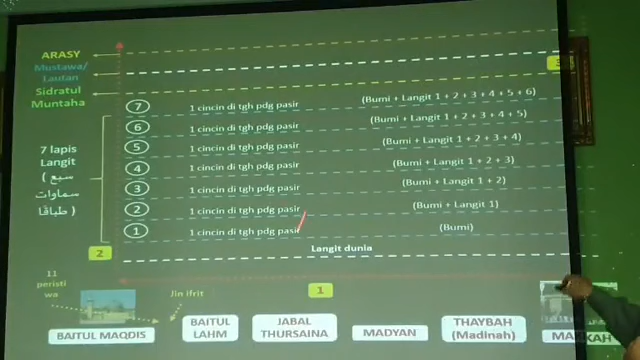 ARASY
Mustawa/
Lautan
Sidratul
Muntaha
7 lapis
Langit
( سبع
سماوات
طباقا )
7 1 cincin di tgh pdg pasir (Bumi + Langit 1 + 2 + 3 + 4 + 5 + 6)
6 1 cincin di tgh pdg pasir (Bumi + Langit 1 + 2 + 3 + 4 + 5)
5 1 cincin di tgh pdg pasir (Bumi + Langit 1 + 2 + 3 + 4)
4 1 cincin di tgh pdg pasir (Bumi + Langit 1 + 2 + 3)
3 1 cincin di tgh pdg pasir (Bumi + Langit 1 + 2)
2 1 cincin di tgh pdg pasir (Bumi + Langit 1)
1 1 cincin di tgh pdg pasir (Bumi)
Langit dunia
3
2
1
11
peristi
wa
Jin ifrit
BAITUL MAQDIS
BAITUL
LAHM
JABAL
THURSAINA
MADYAN
THAYBAH
(Madinah)